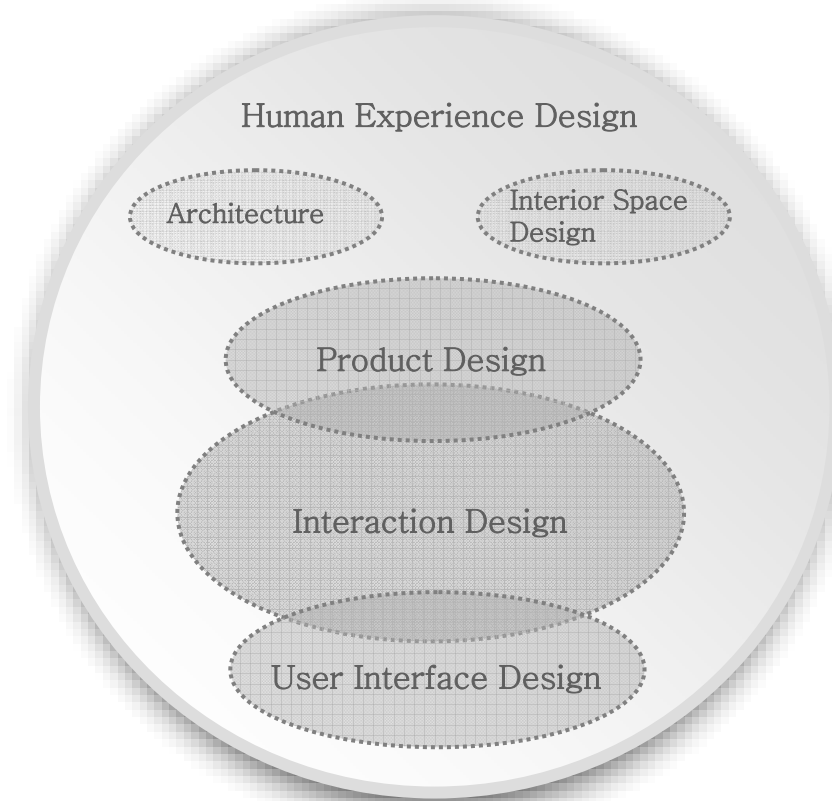 Human Experience Design
Architecture
Interior Space
Design
Product Design
Interaction Design
User Interface Design